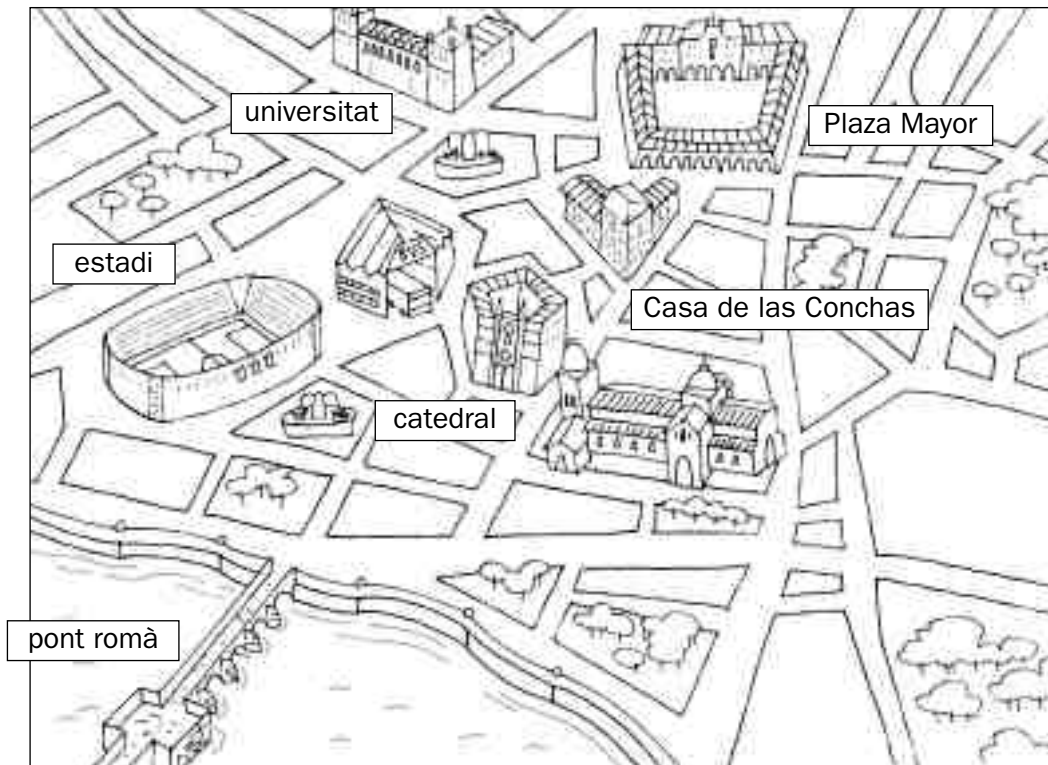 universitat
Plaza Mayor
estadi
Casa de las Conchas
catedral
pont romà